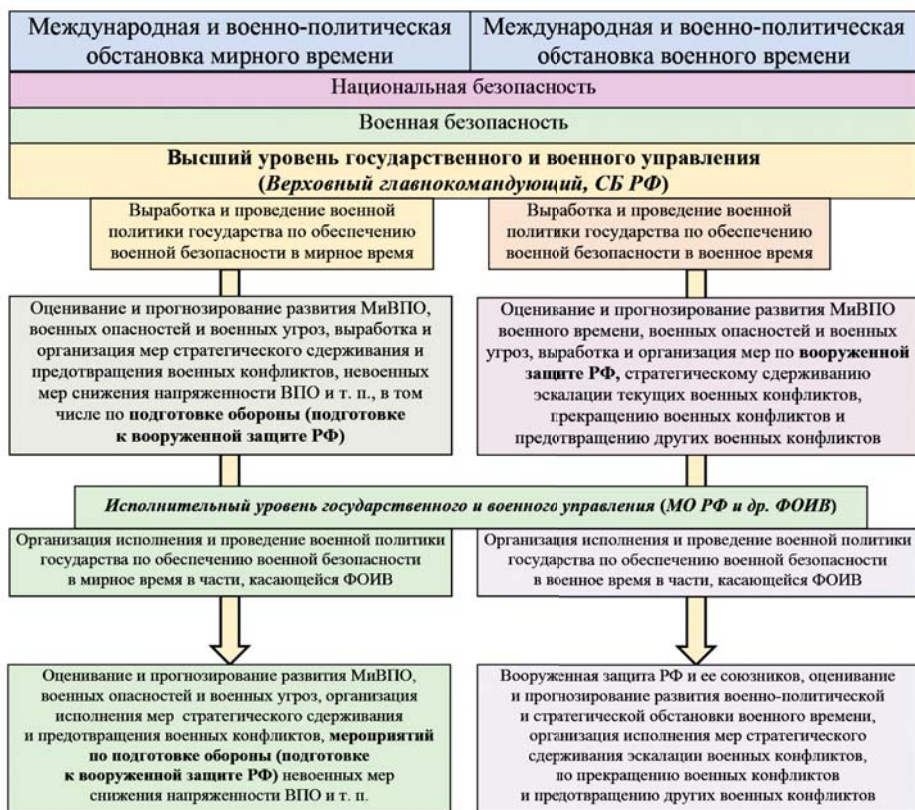 Международная и военно-политическая
обстановка мирного времени
Международная и военно-политическая
обстановка военного времени
Национальная безопасность
Военная безопасность
Высший уровень государственного и военного управления
(Верховный главнокомандующий, СБ РФ)
Выработка и проведение военной
политики государства по обеспечению
военной безопасности в мирное время
Выработка и проведение военной
политики государства по обеспечению
военной безопасности в военное время
Оценивание и прогнозирование развития МиВПО,
военных опасностей и военных угроз, выработка и
организация мер стратегического сдерживания и
предотвращения военных конфликтов, невоенных
мер снижения напряженности ВПО и т. п., в том
числе по подготовке обороны (подготовке
к вооруженной защите РФ)
Оценивание и прогнозирование развития МиВПО
военного времени, военных опасностей и военных
угроз, выработка и организация мер по вооруженной
защите РФ, стратегическому сдерживанию
эскалации текущих военных конфликтов,
прекращению военных конфликтов и
предотвращению других военных конфликтов
Исполнительный уровень государственного и военного управления (МО РФ и др. ФОИВ)
Организация исполнения и проведение военной политики
государства по обеспечению военной безопасности
в мирное время в части, касающейся ФОИВ
Организация исполнения и проведение военной политики
государства по обеспечению военной безопасности
в военное время в части, касающейся ФОИВ
Оценивание и прогнозирование развития МиВПО,
военных опасностей и военных угроз, организация
исполнения мер стратегического сдерживания
и предотвращения военных конфликтов, мероприятий
по подготовке обороны (подготовке
к вооруженной защите РФ) невоенных мер
снижения напряженности ВПО и т. п.
Вооруженная защита РФ и ее союзников, оценивание
и прогнозирование развития военно-политической
и стратегической обстановки военного времени,
организация исполнения мер стратегического
сдерживания эскалации военных конфликтов,
по прекращению военных конфликтов
и предотвращению других военных конфликтов